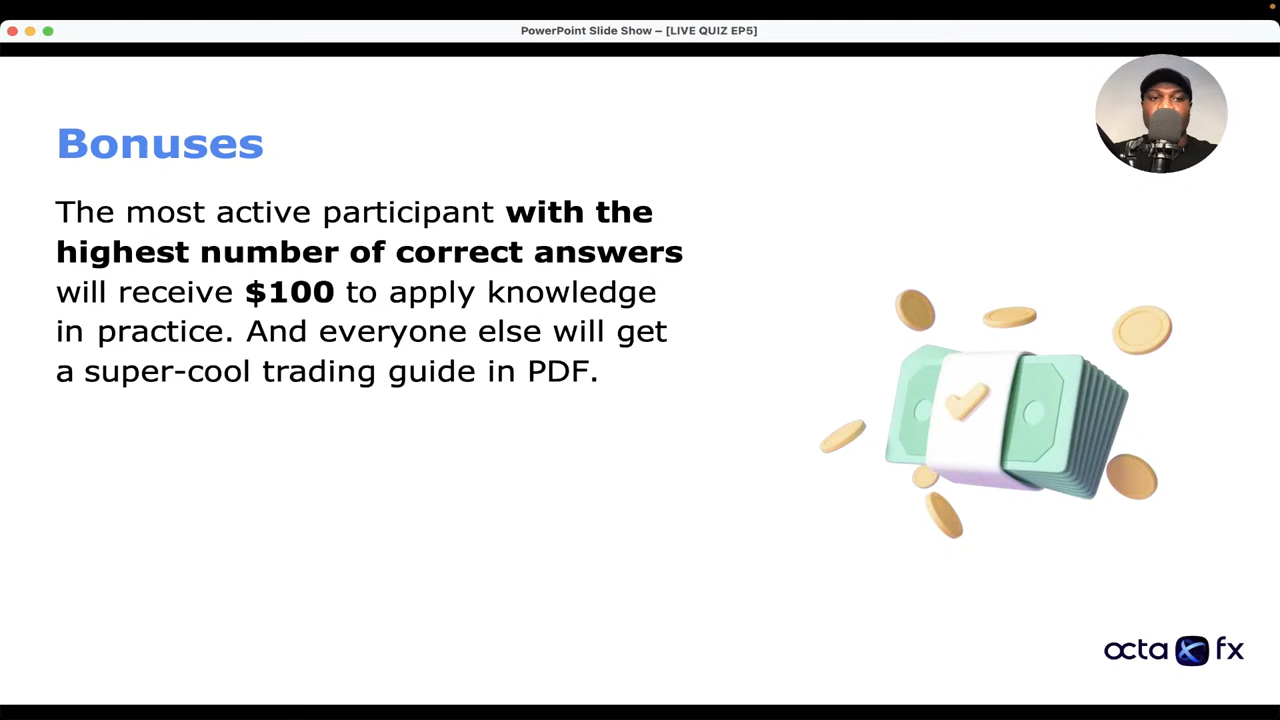 PowerPoint Slide Show – [LIVE QUIZ EP5]
Bonuses
The most active participant with the
highest number of correct answers
will receive $100 to apply knowledge
in practice. And everyone else will get
a super-cool trading guide in PDF.
octa fx